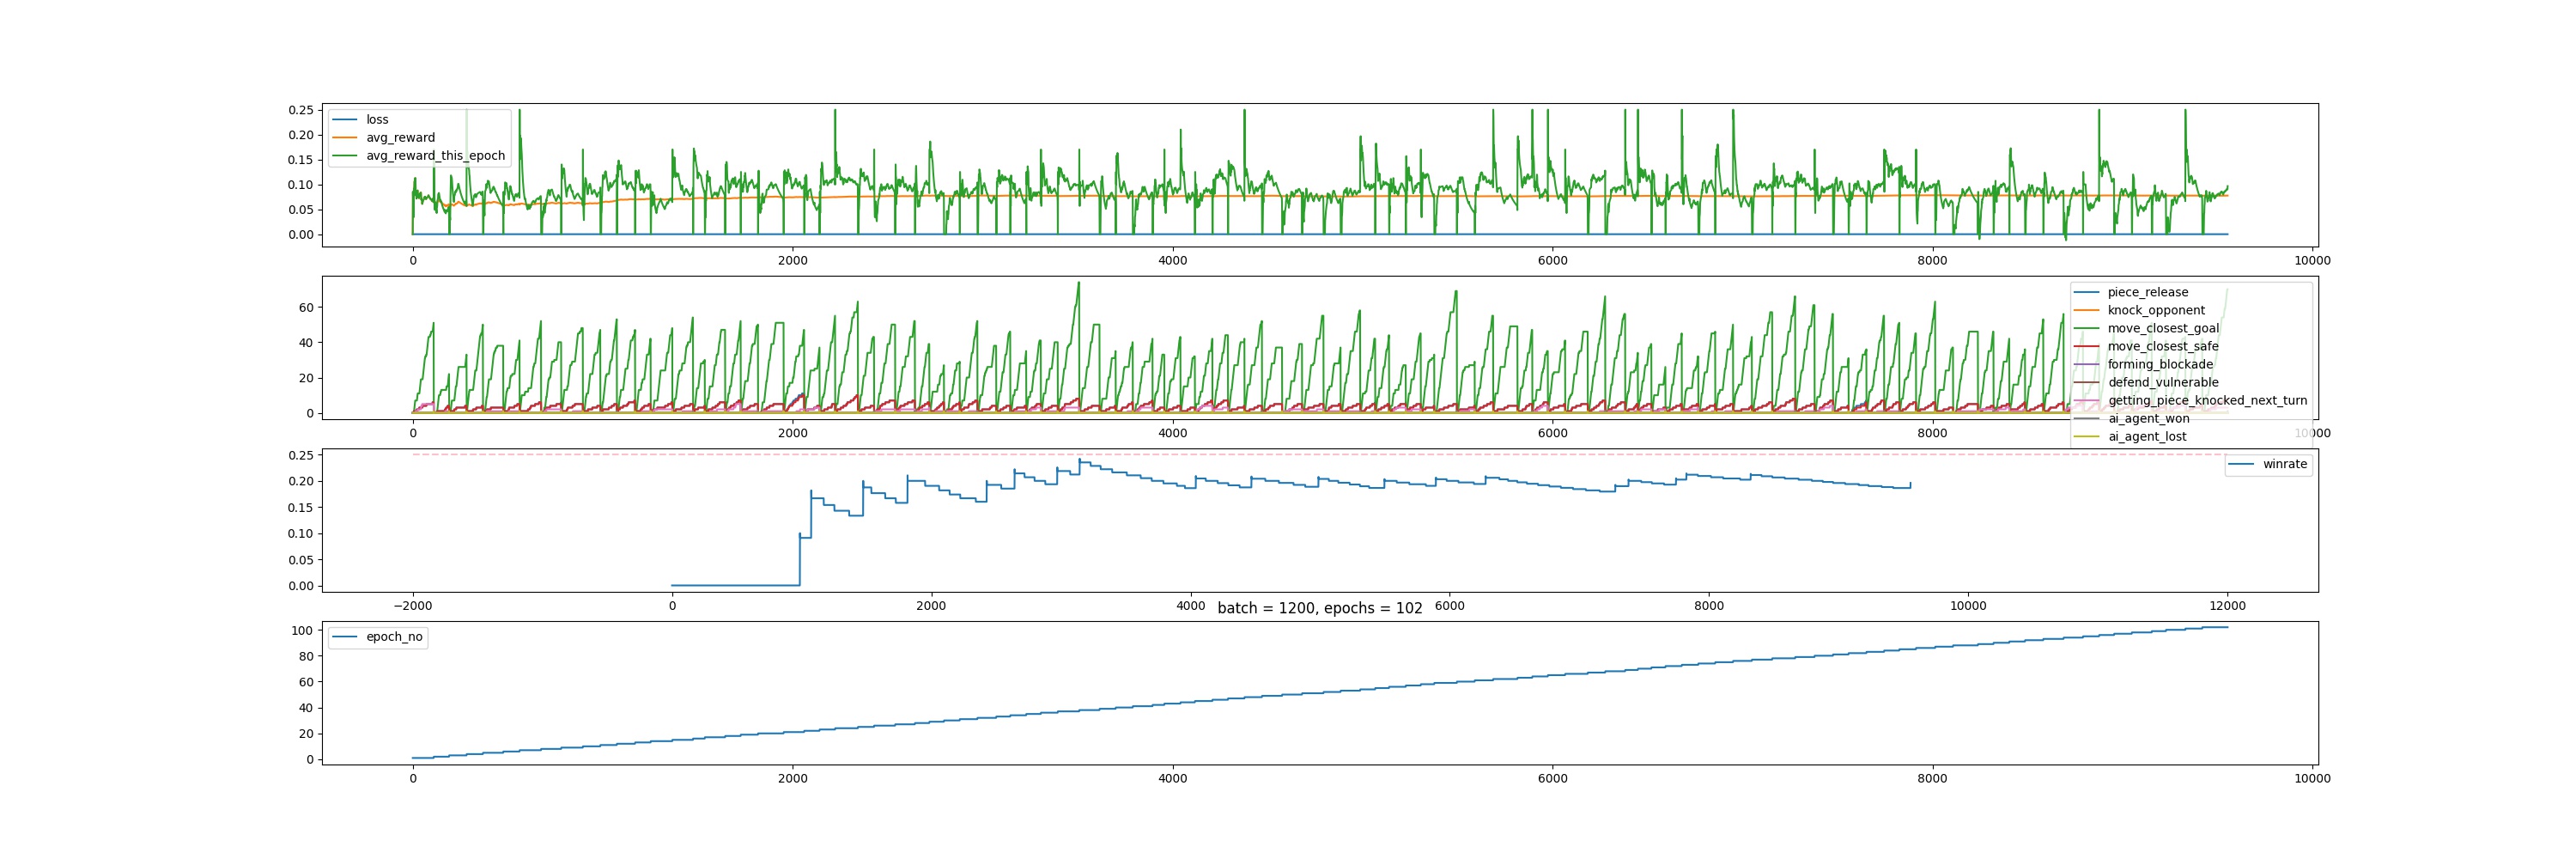 0.25
0.20
0.15
0.10
0.05
0.00
loss
avg_reward
avg_reward_this_epoch
0 2000 4000 6000 8000 10000
60
40
20
0
piece_release
knock_opponent
move_closest_goal
move_closest_safe
forming_blockade
defend_vulnerable
getting_piece_knocked_next_turn
ai_agent_won
ai_agent_lost
0 2000 4000 6000 8000 10000
0.25
0.20
0.15
0.10
0.05
0.00
winrate
−2000 0 2000 4000 6000 8000 10000 12000
batch = 1200, epochs = 102
100
80
60
40
20
0
epoch_no
0 2000 4000 6000 8000 10000